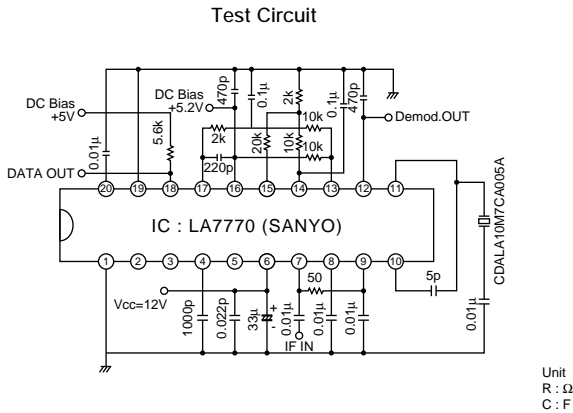 Test Circuit
DC Bias
+5V
DC Bias
+5.2V
470p
0.1μ
2k
0.1μ
470p
Demod.OUT
0.01μ
5.6k
2k
20k
10k
10k
10k
220p
DATA OUT
20 19 18 17 16 15 14 13 12 11
IC : LA7770 (SANYO)
1 2 3 4 5 6 7 8 9 10
CDALA10M7CA005A
Vcc=12V
50
5p
1000p
0.022p
33μ
+
-
0.01μ
0.01μ
0.01μ
0.01μ
IF IN
Unit
R : Ω
C : F